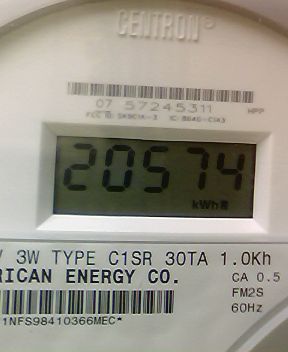 CENTRON®
07 57245311 HPP
20574
kWh
V 3W TYPE C1SR 30TA 1.0Kh
RICAN ENERGY CO. CA 0.5
FM2S
60Hz
1NFS98410366MEC*